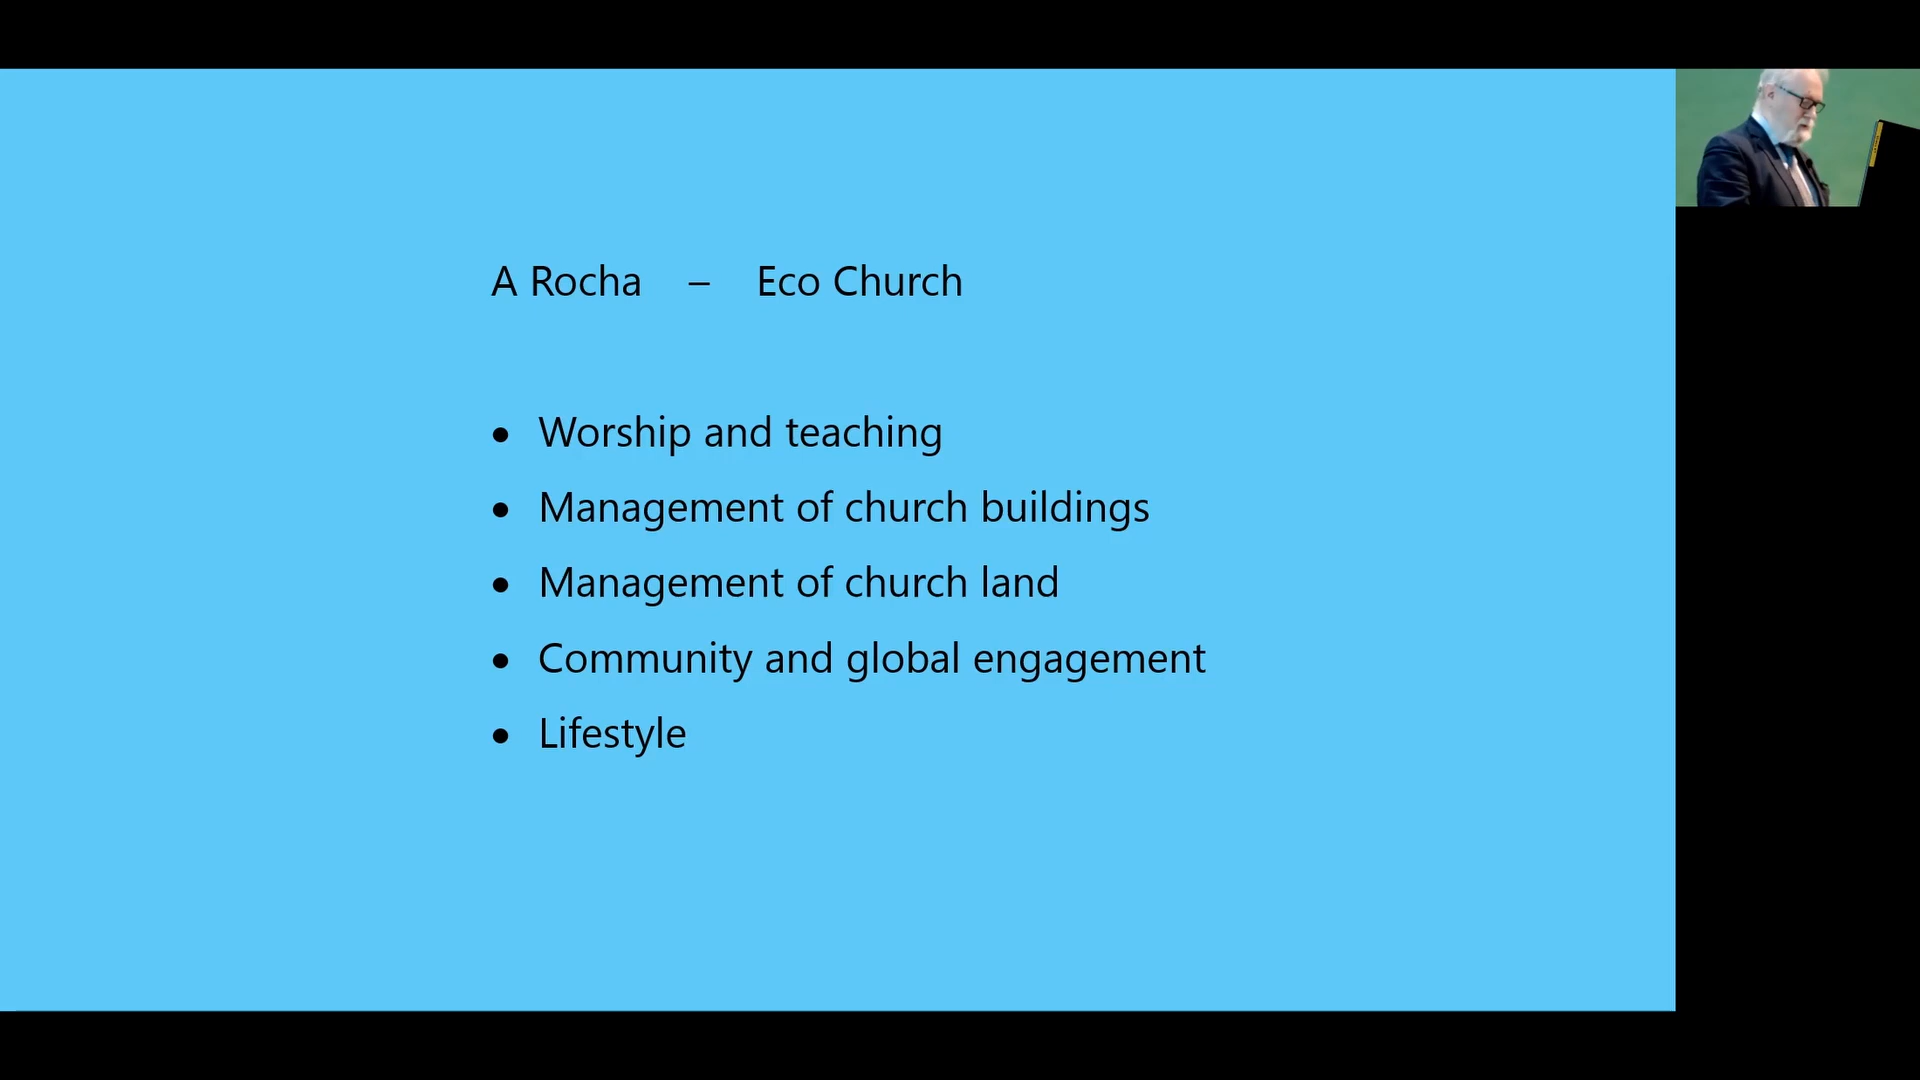 A Rocha – Eco Church
• Worship and teaching
• Management of church buildings
• Management of church land
• Community and global engagement
• Lifestyle